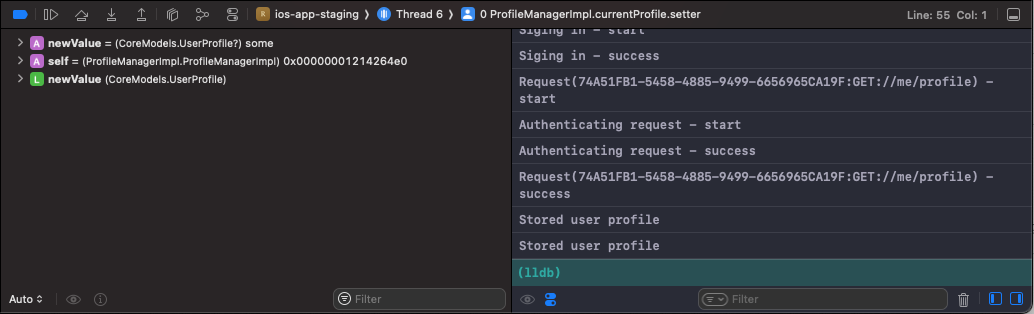 ios-app-staging ❭ Thread 6 ❭ 0 ProfileManagerImpl.currentProfile.setter
Line: 55 Col: 1
A newValue = (CoreModels.UserProfile?) some
A self = (ProfileManagerImpl.ProfileManagerImpl) 0x00000001214264e0
L newValue (CoreModels.UserProfile)
Auto
Filter
Siging in - start
Siging in - success
Request(74A51FB1-5458-4885-9499-6656965CA19F:GET://me/profile) -
start
Authenticating request - start
Authenticating request - success
Request(74A51FB1-5458-4885-9499-6656965CA19F:GET://me/profile) -
success
Stored user profile
Stored user profile
(lldb)
Filter